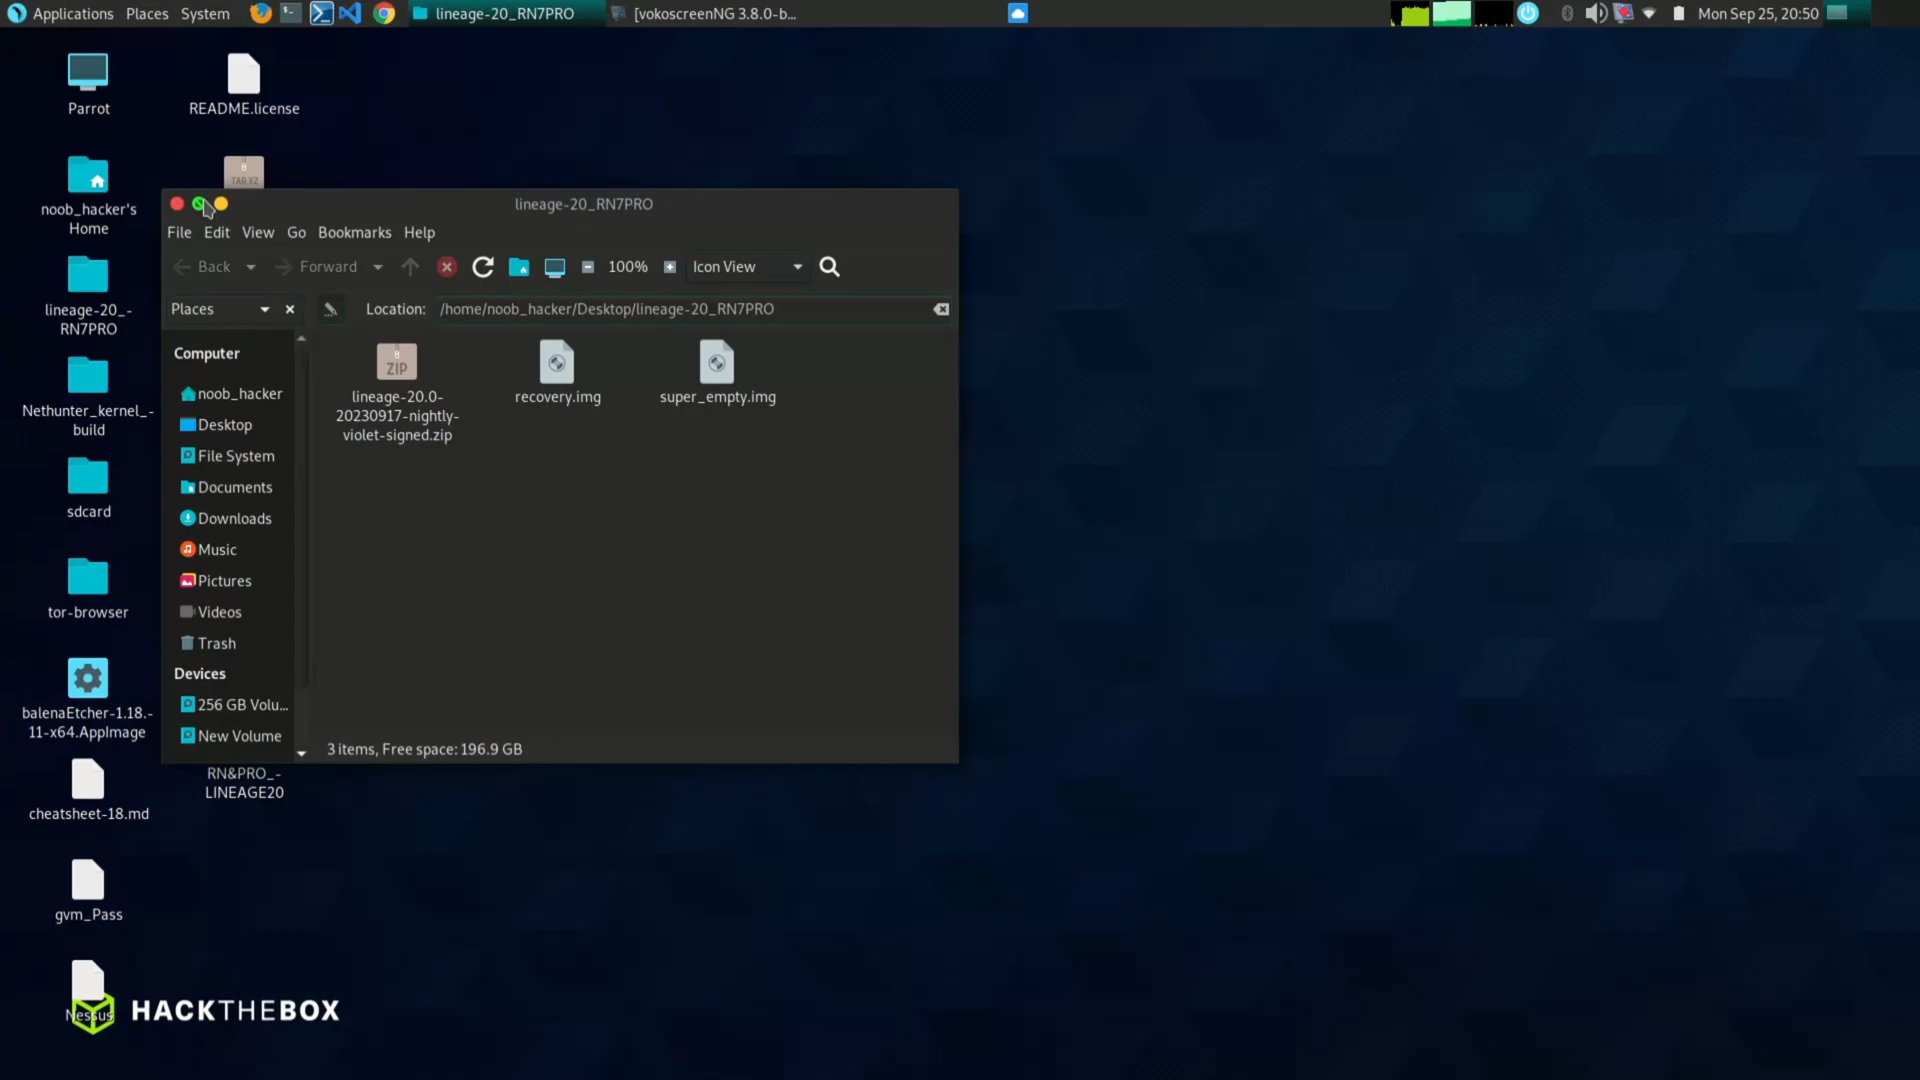 Applications Places System
lineage-20_RN7PRO
[vokoscreenNG 3.8.0-b...
Mon Sep 25, 20:50
Parrot
README.license
noob_hacker's
Home
TAR.XZ
lineage-20_-
RN7PRO
Nethunter_kernel_-
build
sdcard
tor-browser
balenaEtcher-1.18.-
11-x64.AppImage
cheatsheet-18.md
gvm_Pass
Nessus
RN&PRO_-
LINEAGE20
lineage-20_RN7PRO
File Edit View Go Bookmarks Help
Back Forward 100% Icon View
Places
Location: /home/noob_hacker/Desktop/lineage-20_RN7PRO
Computer
noob_hacker
Desktop
File System
Documents
Downloads
Music
Pictures
Videos
Trash
Devices
256 GB Volu...
New Volume
ZIP
lineage-20.0-
20230917-nightly-
violet-signed.zip
recovery.img
super_empty.img
3 items, Free space: 196.9 GB
HACKTHEBOX